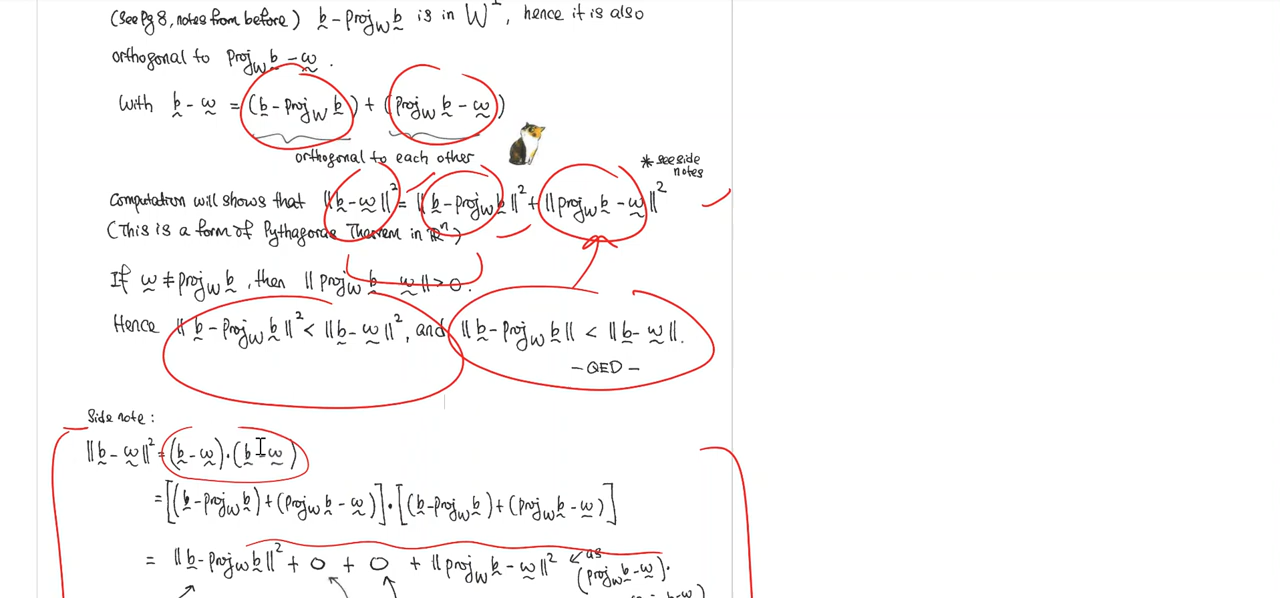 (See Pg 8, notes from before) b - Proj_W b is in W^⊥, hence it is also
orthogonal to Proj_W b - w.
With b - w = (b - Proj_W b) + (Proj_W b - w)
orthogonal to each other
* see side
notes
Computation will shows that ||b - w||² = ||b - Proj_W b||² + ||Proj_W b - w||²
(This is a form of Pythagoras Theorem in ℝ^n)
If w ≠ Proj_W b, then || Proj_W b - w || > 0.
Hence || b - Proj_W b ||² < || b - w ||², and || b - Proj_W b || < || b - w ||.
- QED -
Side note:
|| b - w ||² = (b - w)·(b - w)
= [(b - Proj_W b) + (Proj_W b - w)]·[(b - Proj_W b) + (Proj_W b - w)]
= || b - Proj_W b ||² + 0 + 0 + || Proj_W b - w ||² ↙ as
(Proj_W b - w)·